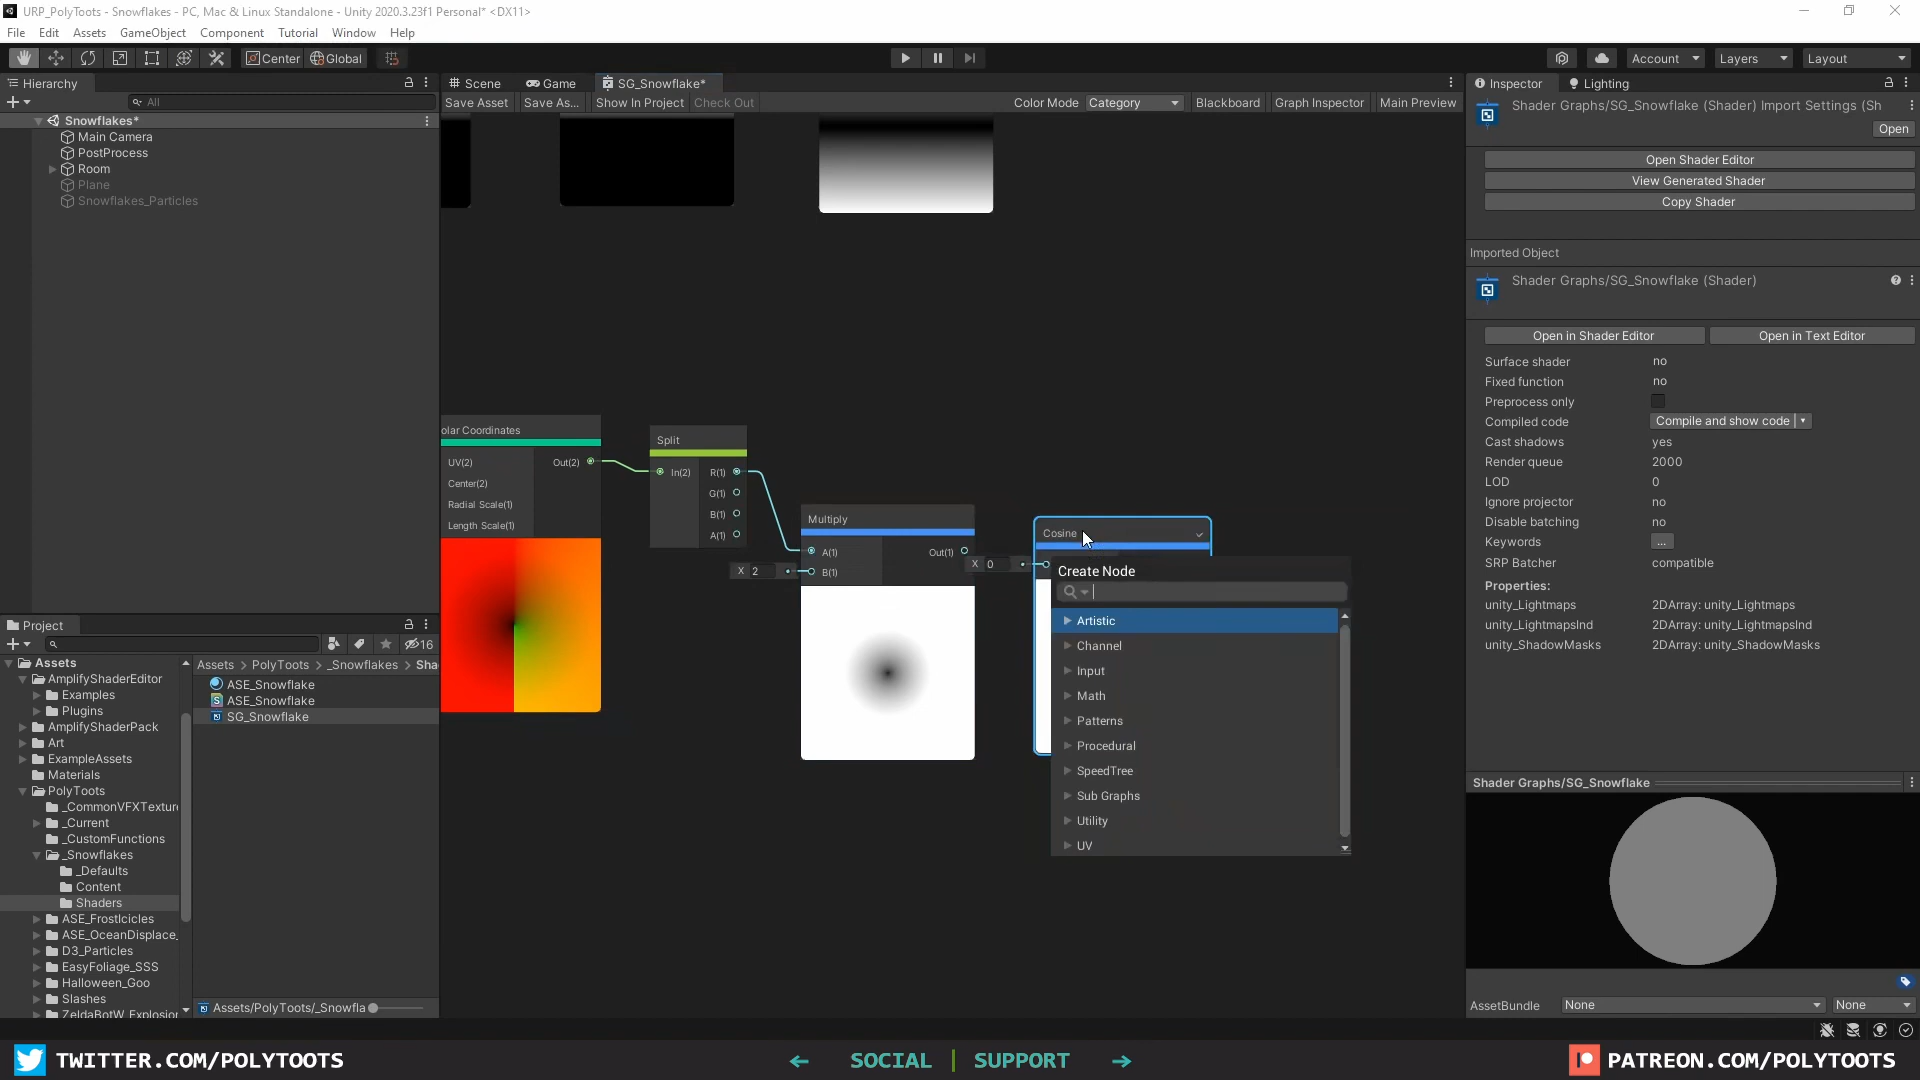 URP_PolyToots - Snowflakes - PC, Mac & Linux Standalone - Unity 2020.3.23f1 Personal* <DX11>
File Edit Assets GameObject Component Tutorial Window Help
Center Global Account Layers Layout
Hierarchy
All
Snowflakes*
Main Camera
PostProcess
Room
Plane
Snowflakes_Particles
Scene Game SG_Snowflake*
Save Asset Save As... Show In Project Check Out Color Mode Category Blackboard Graph Inspector Main Preview
olar Coordinates
UV(2) Out(2)
Center(2)
Radial Scale(1)
Length Scale(1)
Split
In(2) R(1)
G(1)
B(1)
A(1)
Multiply
A(1) Out(1)
X 2 B(1)
Cosine
X 0
Create Node
Artistic
Channel
Input
Math
Patterns
Procedural
SpeedTree
Sub Graphs
Utility
UV
Inspector Lighting
Shader Graphs/SG_Snowflake (Shader) Import Settings (Sh
Open
Open Shader Editor
View Generated Shader
Copy Shader
Imported Object
Shader Graphs/SG_Snowflake (Shader)
Open in Shader Editor Open in Text Editor
Surface shader no
Fixed function no
Preprocess only
Compiled code Compile and show code
Cast shadows yes
Render queue 2000
LOD 0
Ignore projector no
Disable batching no
Keywords ...
SRP Batcher compatible
Properties:
unity_Lightmaps 2DArray: unity_Lightmaps
unity_LightmapsInd 2DArray: unity_LightmapsInd
unity_ShadowMasks 2DArray: unity_ShadowMasks
Shader Graphs/SG_Snowflake
AssetBundle None None
Project
16
Assets
AmplifyShaderEditor
Examples
Plugins
AmplifyShaderPack
Art
ExampleAssets
Materials
PolyToots
_CommonVFXTextur
_Current
_CustomFunctions
_Snowflakes
_Defaults
Content
Shaders
ASE_FrostIcicles
ASE_OceanDisplace_
D3_Particles
EasyFoliage_SSS
Halloween_Goo
Slashes
ZeldaBotW_Explosion
Assets > PolyToots > _Snowflakes > Sha
ASE_Snowflake
ASE_Snowflake
SG_Snowflake
Assets/PolyToots/_Snowfla
TWITTER.COM/POLYTOOTS ← SOCIAL | SUPPORT → PATREON.COM/POLYTOOTS